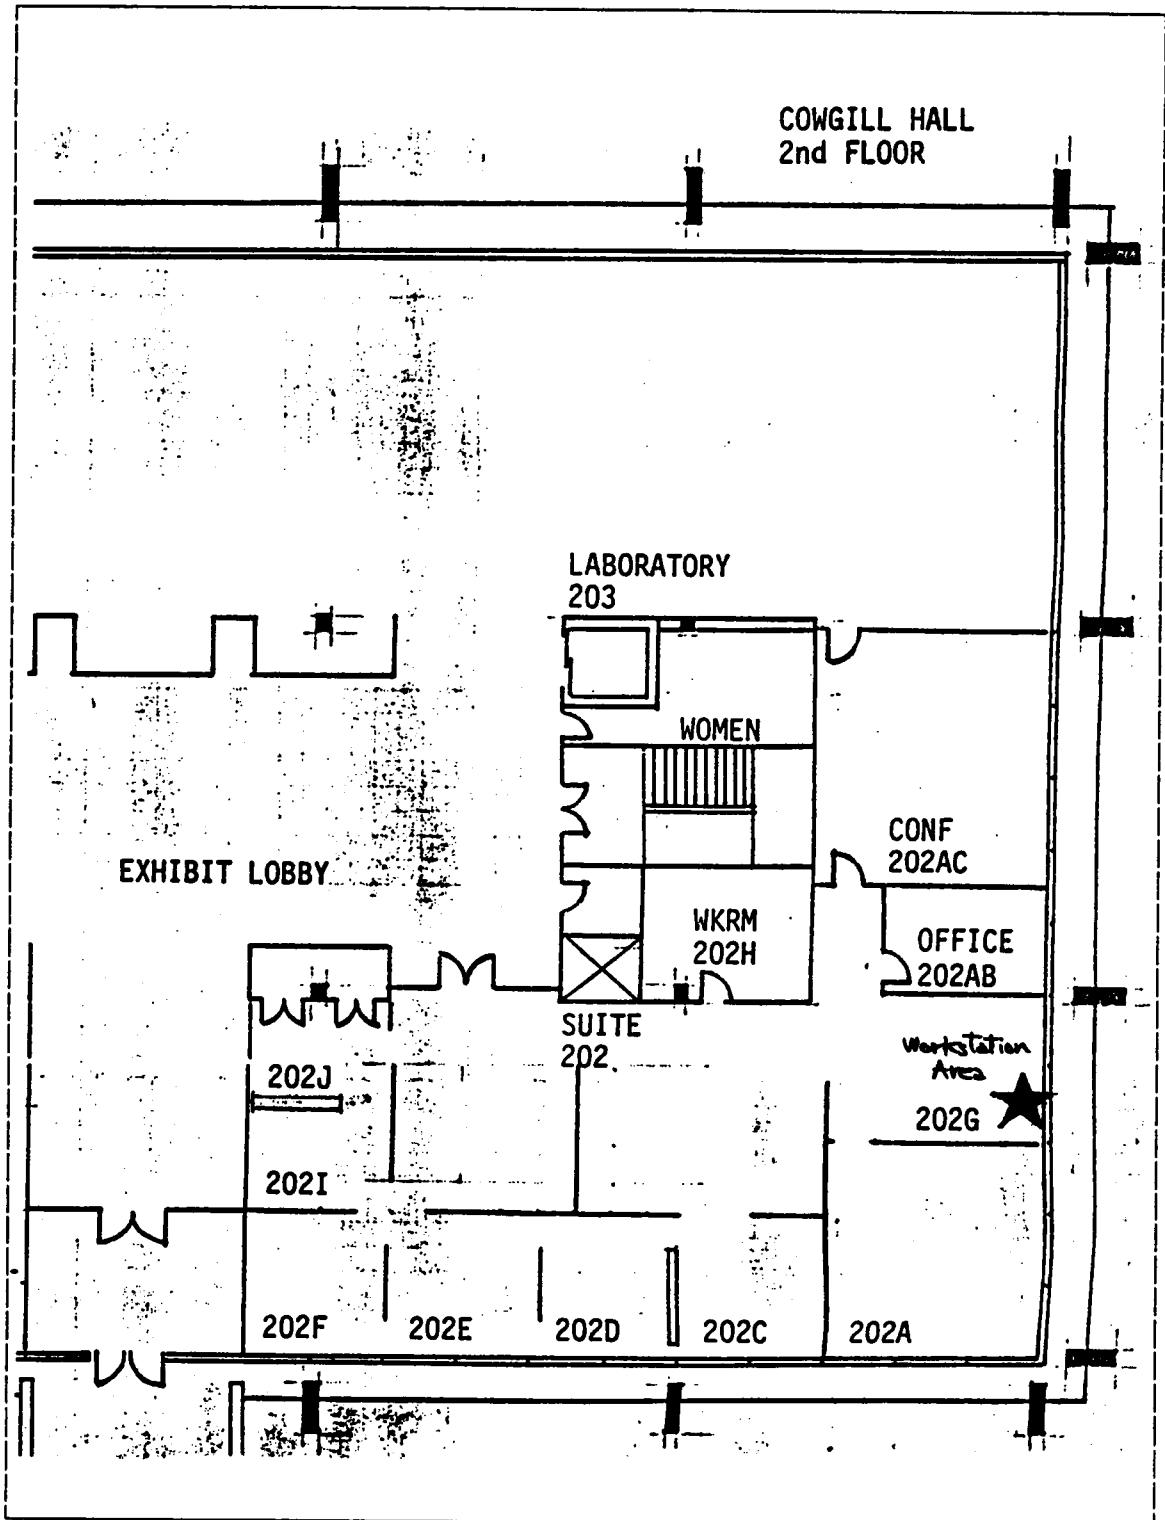 COWGILL HALL
2nd FLOOR
LABORATORY
203
WOMEN
CONF
202AC
EXHIBIT LOBBY
WKRM
202H
OFFICE
202AB
SUITE
202
Workstation
Area
202J
202G
202I
202F
202E
202D
202C
202A